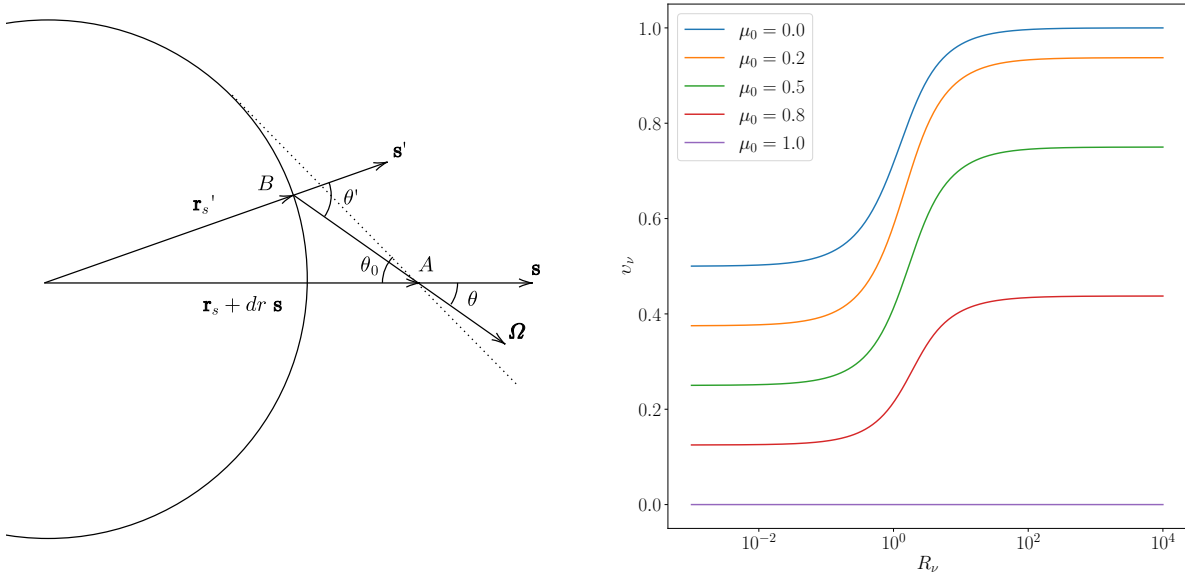 s'
B
θ'
r_s'
θ_0
A
s
θ
r_s + dr s
Ω
1.0
0.8
0.6
0.4
0.2
0.0
v_ν
μ_0 = 0.0
μ_0 = 0.2
μ_0 = 0.5
μ_0 = 0.8
μ_0 = 1.0
10^{-2}
10^0
10^2
10^4
R_ν